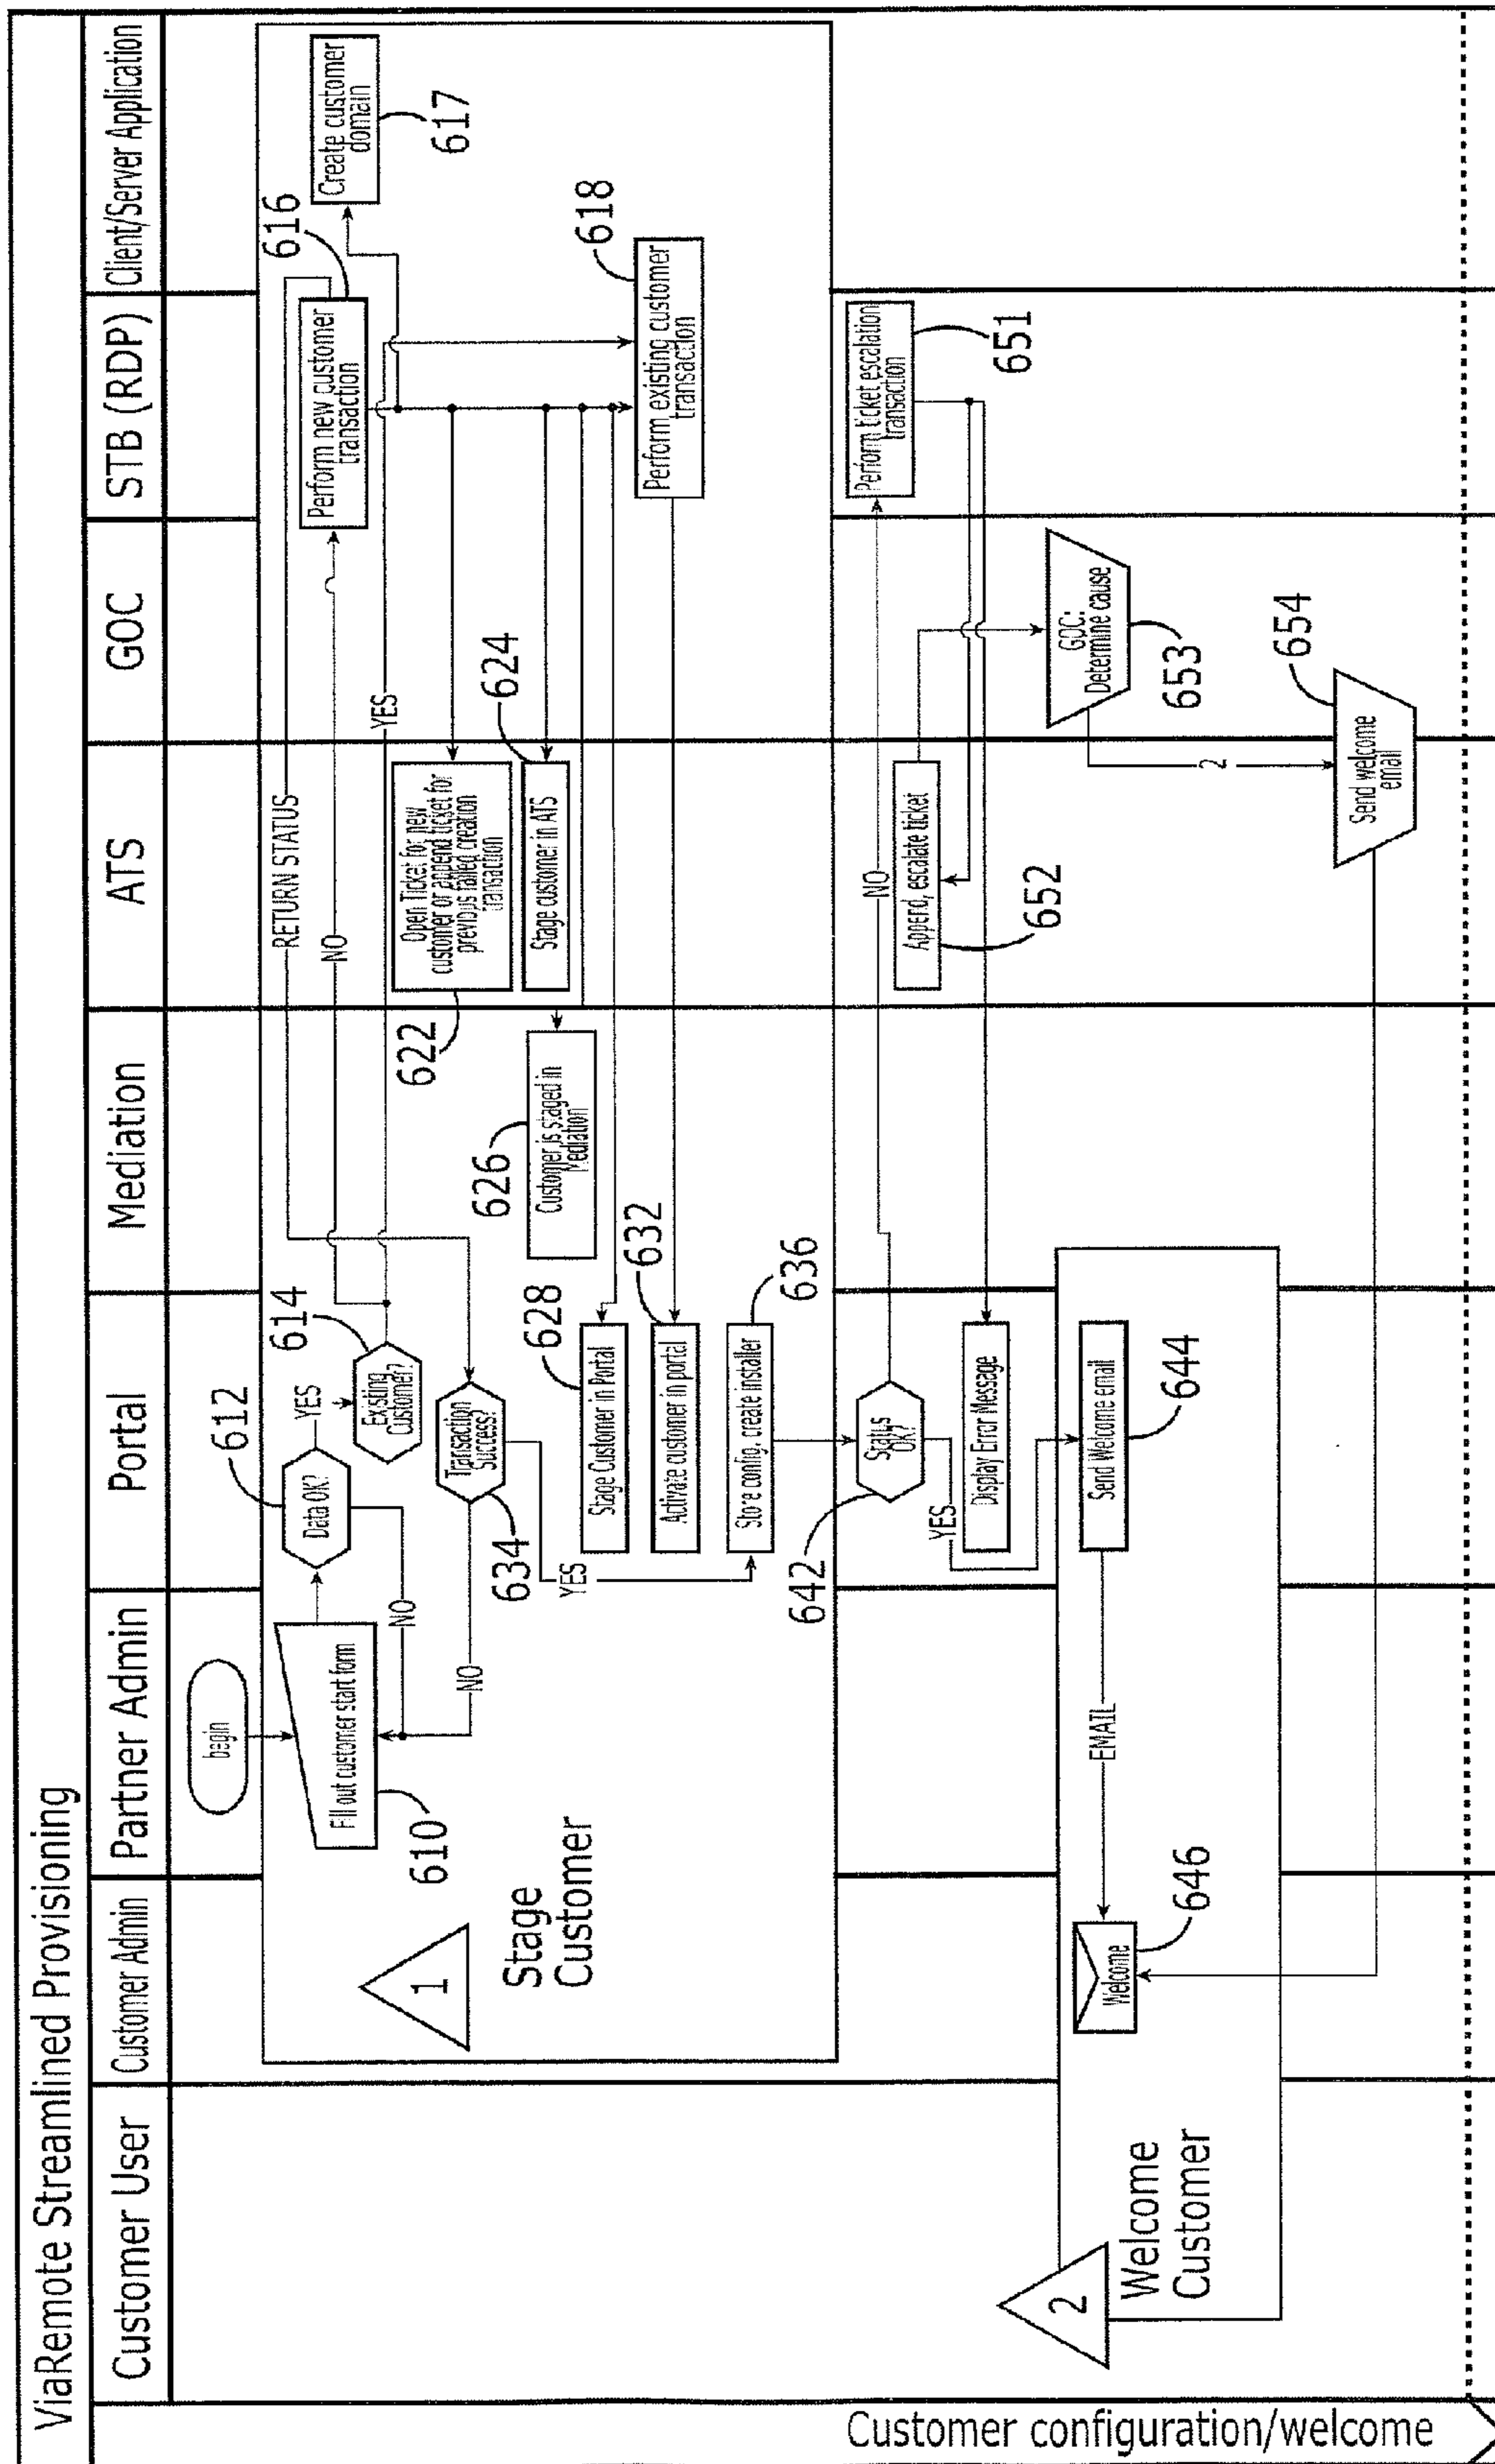 ViaRemote Streamlined Provisioning
Customer User
Customer Admin
Partner Admin
Portal
Mediation
ATS
GOC
STB (RDP)
Client/Server Application
Customer configuration/welcome
1
Stage
Customer
begin
Fill out customer start form
610
NO
NO
Data OK?
612
YES
Existing
Customer?
614
Transaction
Success?
634
YES
RETURN STATUS
NO
YES
Perform new customer
transaction
616
Create customer
domain
617
Open Ticket for new
customer or append ticket for
previous failed creation
transaction
622
Stage customer in ATS
624
Customer is staged in
Mediation
626
Stage Customer in Portal
628
Activate customer in portal
632
Perform existing customer
transaction
618
Store config, create installer
636
Status
OK?
642
NO
YES
Perform ticket escalation
transaction
651
Append, escalate ticket
652
Display Error Message
GOC:
Determine cause
653
2
Send welcome
email
654
2
Welcome
Customer
Send Welcome email
644
EMAIL
Welcome
646